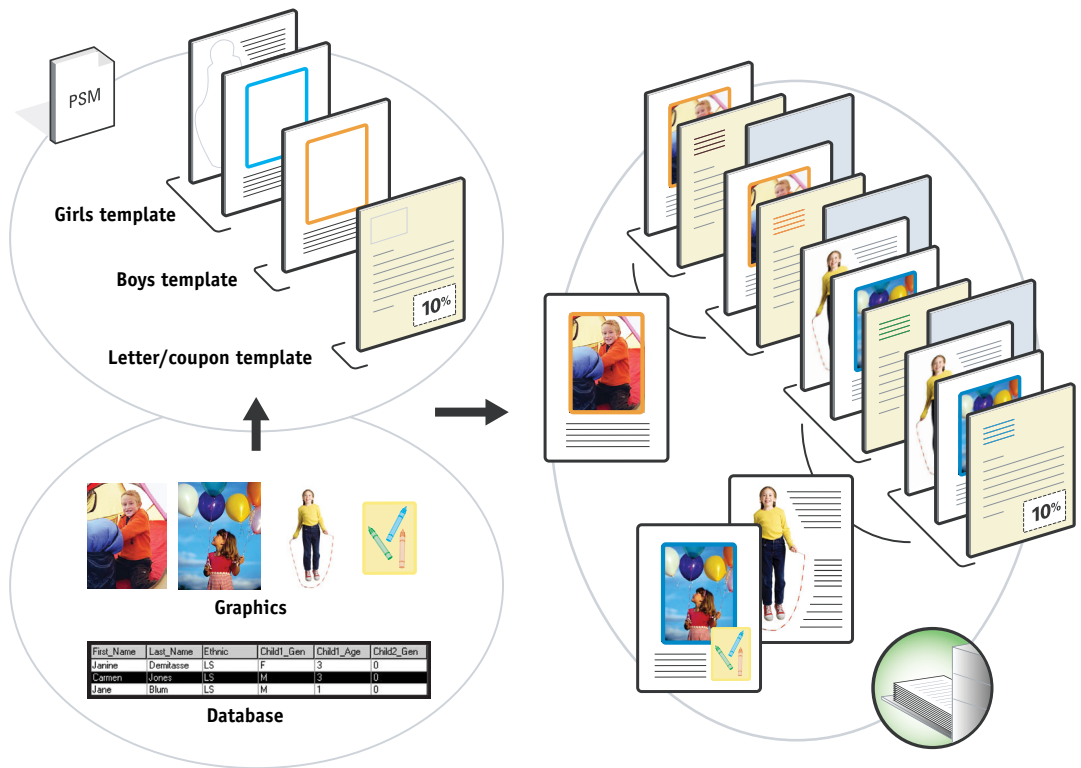 PSM
Girls template
Boys template
10%
Letter/coupon template
10%
Graphics
First_Name Last_Name Ethnic Child1_Gen Child1_Age Child2_Gen
Janine Demitasse LS F 3 0
Carmen Jones LS M 3 0
Jane Blum LS M 1 0
Database